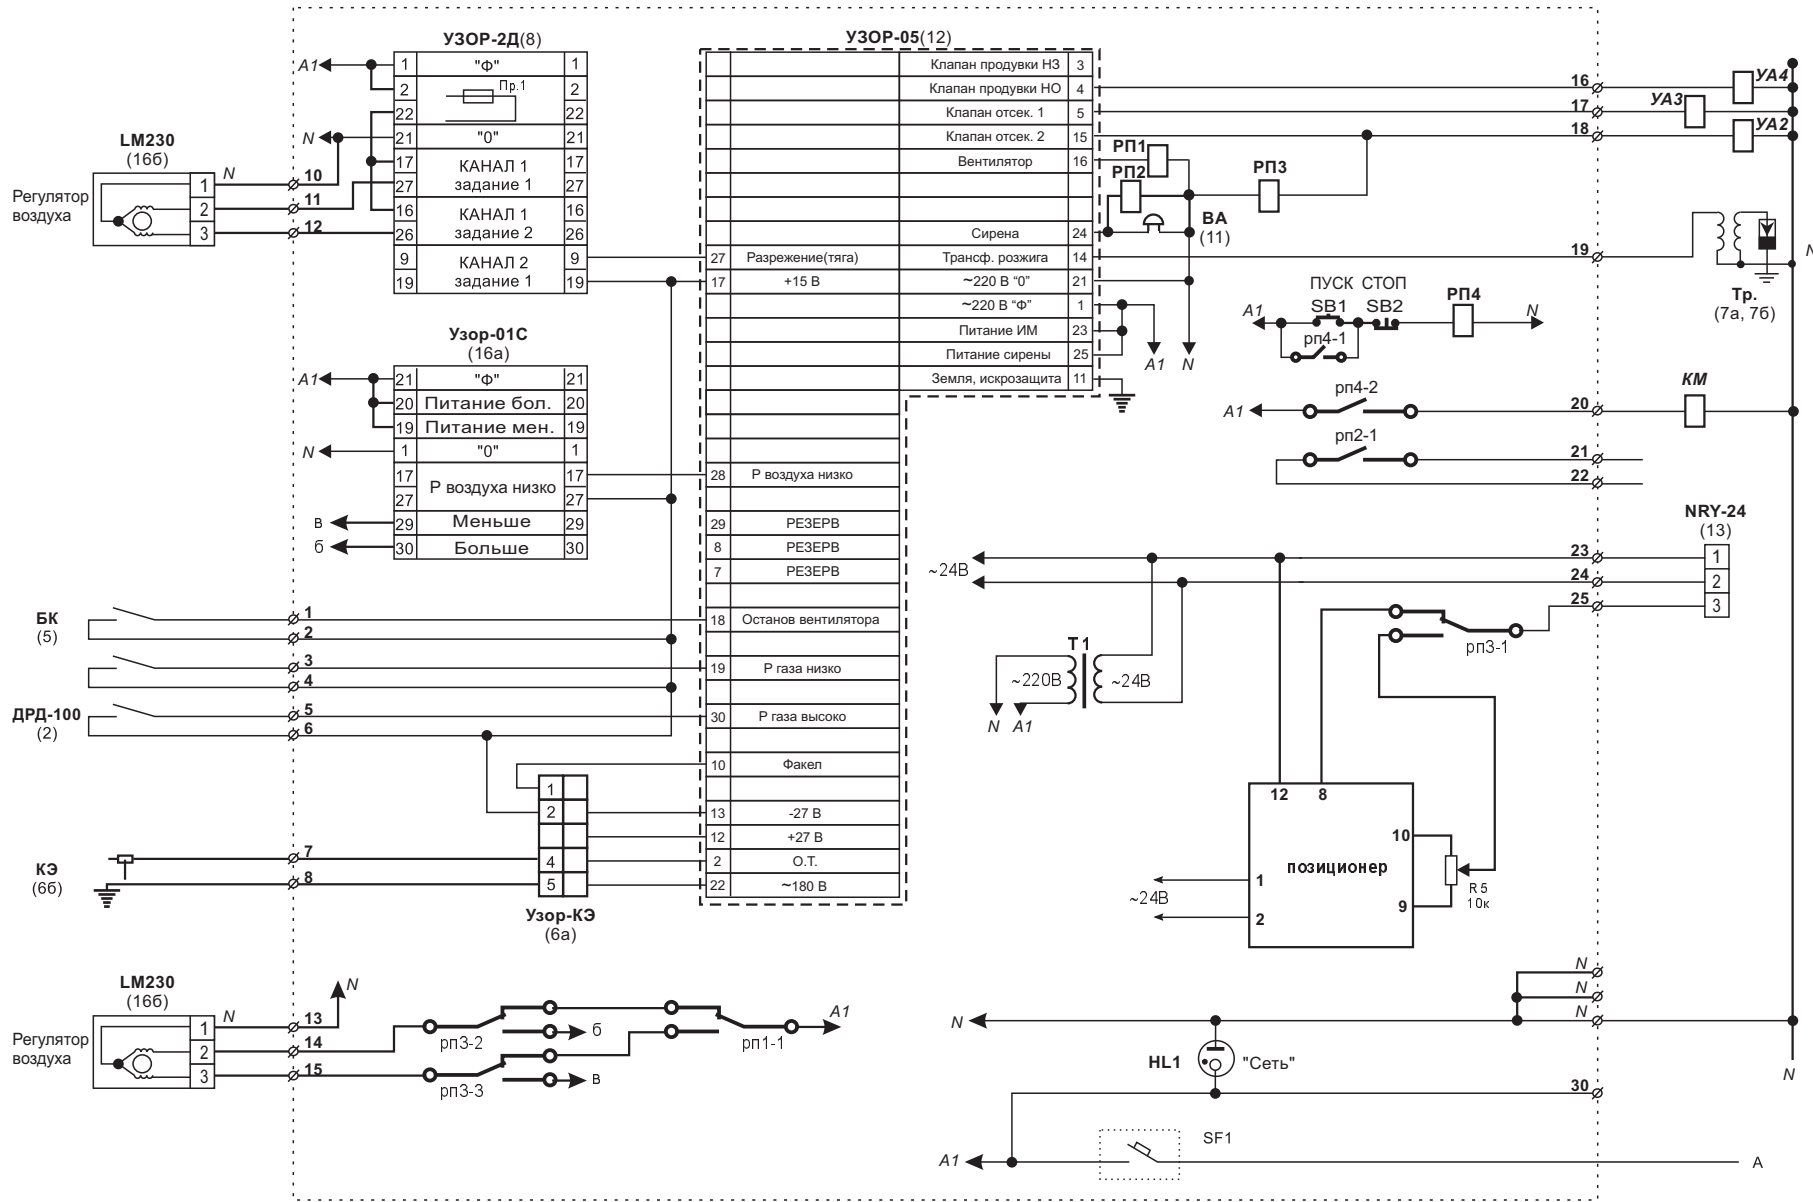 УЗОР-2Д(8)
A1
1 "Ф" 1
2 Пр.1 2
22 22
N 21 "0" 21
17 КАНАЛ 1 17
27 задание 1 27
16 КАНАЛ 1 16
26 задание 2 26
9 КАНАЛ 2 9
19 задание 1 19
LM230
(16б)
Регулятор
воздуха
1 N 10
2 11
3 12
Узор-01С
(16а)
A1 21 "Ф" 21
20 Питание бол. 20
19 Питание мен. 19
N 1 "0" 1
17 17
Р воздуха низко
27 27
в 29 Меньше 29
б 30 Больше 30
БК
(5)
1
2
3
4
ДРД-100
(2)
5
6
КЭ
(6б)
7
8
1
2
4
5
Узор-КЭ
(6а)
УЗОР-05(12)
Клапан продувки НЗ 3
Клапан продувки НО 4
Клапан отсек. 1 5
Клапан отсек. 2 15
Вентилятор 16
Сирена 24
27 Разрежение(тяга) Трансф. розжига 14
17 +15 В ~220 В "0" 21
~220 В "Ф" 1
Питание ИМ 23
Питание сирены 25
Земля, искрозащита 11
28 Р воздуха низко
29 РЕЗЕРВ
8 РЕЗЕРВ
7 РЕЗЕРВ
18 Останов вентилятора
19 Р газа низко
30 Р газа высоко
10 Факел
13 -27 В
12 +27 В
2 О.Т.
22 ~180 В
РП1
РП2
РП3
ВА
(11)
A1 N
16 УА4
17 УА3
18 УА2
19
N
Тр.
(7а, 7б)
ПУСК СТОП
SB1 SB2
РП4
A1
N
рп4-1
рп4-2
A1
20
КМ
рп2-1
21
22
NRY-24
(13)
~24В
23 1
24 2
25 3
рп3-1
Т1
~220В ~24В
N A1
12 8
10
позиционер
9
1
2
~24В
R5
10к
LM230
(16б)
Регулятор
воздуха
1 N 13
2 14
3 15
N
рп3-2
б
рп3-3
в
рп1-1
A1
N
N
N
N
N
HL1 "Сеть"
30
SF1
A1
А